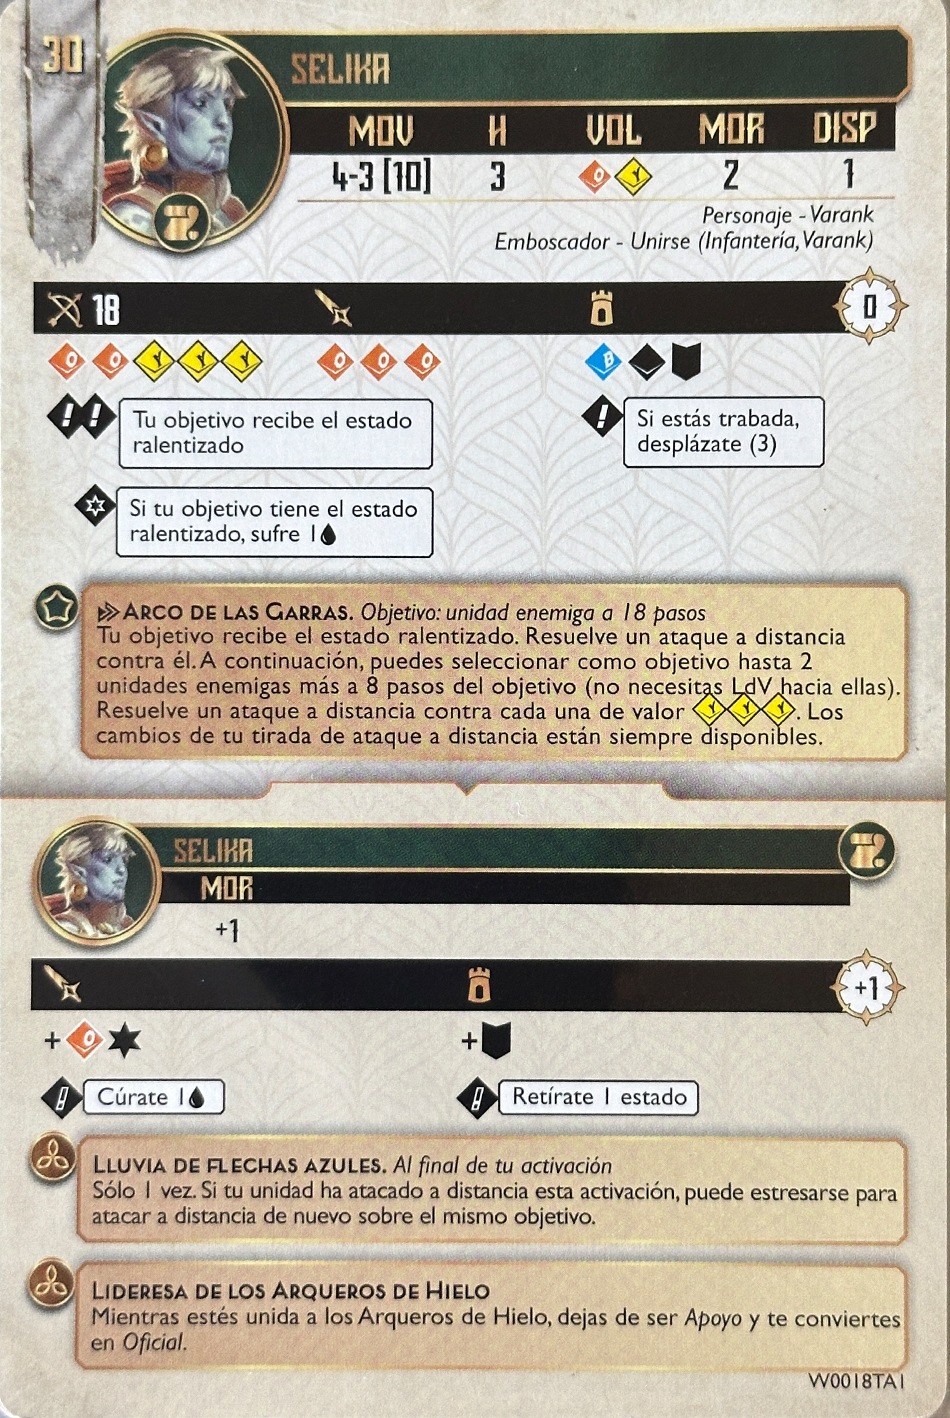 30
SELIKA
MOV H VOL MOR DISP
4-3 [10] 3 O Y 2 1
Personaje - Varank
Emboscador - Unirse (Infantería, Varank)
18 0
O O Y Y Y O O O B
! ! Tu objetivo recibe el estado
ralentizado
! Si estás trabada,
desplázate (3)
Si tu objetivo tiene el estado
ralentizado, sufre 1
ARCO DE LAS GARRAS. Objetivo: unidad enemiga a 18 pasos
Tu objetivo recibe el estado ralentizado. Resuelve un ataque a distancia
contra él. A continuación, puedes seleccionar como objetivo hasta 2
unidades enemigas más a 8 pasos del objetivo (no necesitas LdV hacia ellas).
Resuelve un ataque a distancia contra cada una de valor Y Y Y. Los
cambios de tu tirada de ataque a distancia están siempre disponibles.
SELIKA
MOR
+1
+1
+ O +
! Cúrate 1
! Retírate 1 estado
LLUVIA DE FLECHAS AZULES. Al final de tu activación
Sólo 1 vez. Si tu unidad ha atacado a distancia esta activación, puede estresarse para
atacar a distancia de nuevo sobre el mismo objetivo.
LIDERESA DE LOS ARQUEROS DE HIELO
Mientras estés unida a los Arqueros de Hielo, dejas de ser Apoyo y te conviertes
en Oficial.
W0018TA1